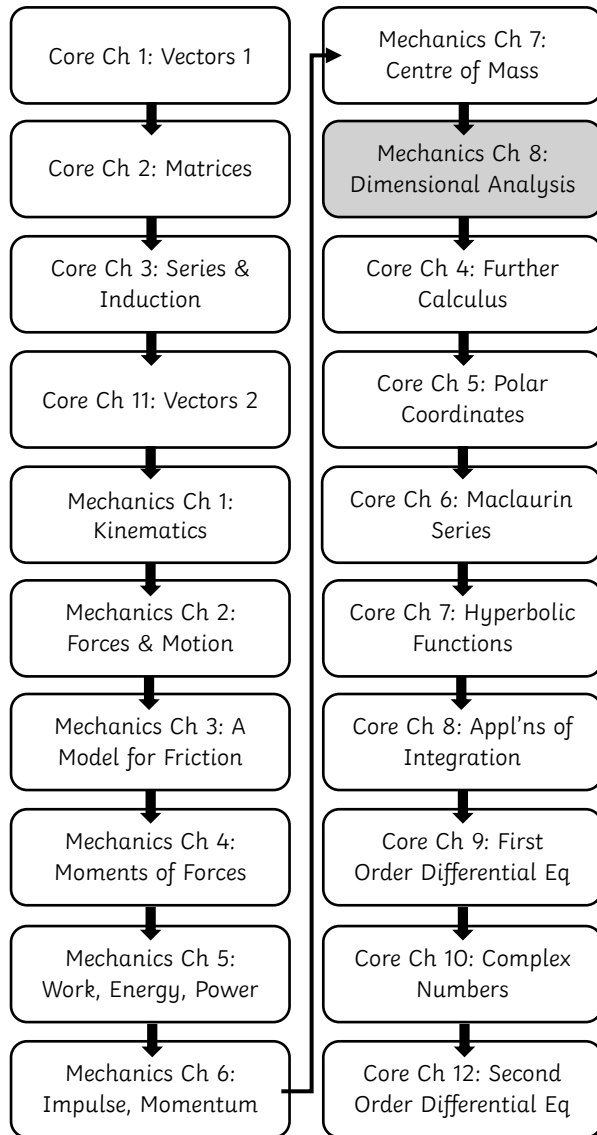 Core Ch 1: Vectors 1
Core Ch 2: Matrices
Core Ch 3: Series &
Induction
Core Ch 11: Vectors 2
Mechanics Ch 1:
Kinematics
Mechanics Ch 2:
Forces & Motion
Mechanics Ch 3: A
Model for Friction
Mechanics Ch 4:
Moments of Forces
Mechanics Ch 5:
Work, Energy, Power
Mechanics Ch 6:
Impulse, Momentum
Mechanics Ch 7:
Centre of Mass
Mechanics Ch 8:
Dimensional Analysis
Core Ch 4: Further
Calculus
Core Ch 5: Polar
Coordinates
Core Ch 6: Maclaurin
Series
Core Ch 7: Hyperbolic
Functions
Core Ch 8: Appl'ns of
Integration
Core Ch 9: First
Order Differential Eq
Core Ch 10: Complex
Numbers
Core Ch 12: Second
Order Differential Eq